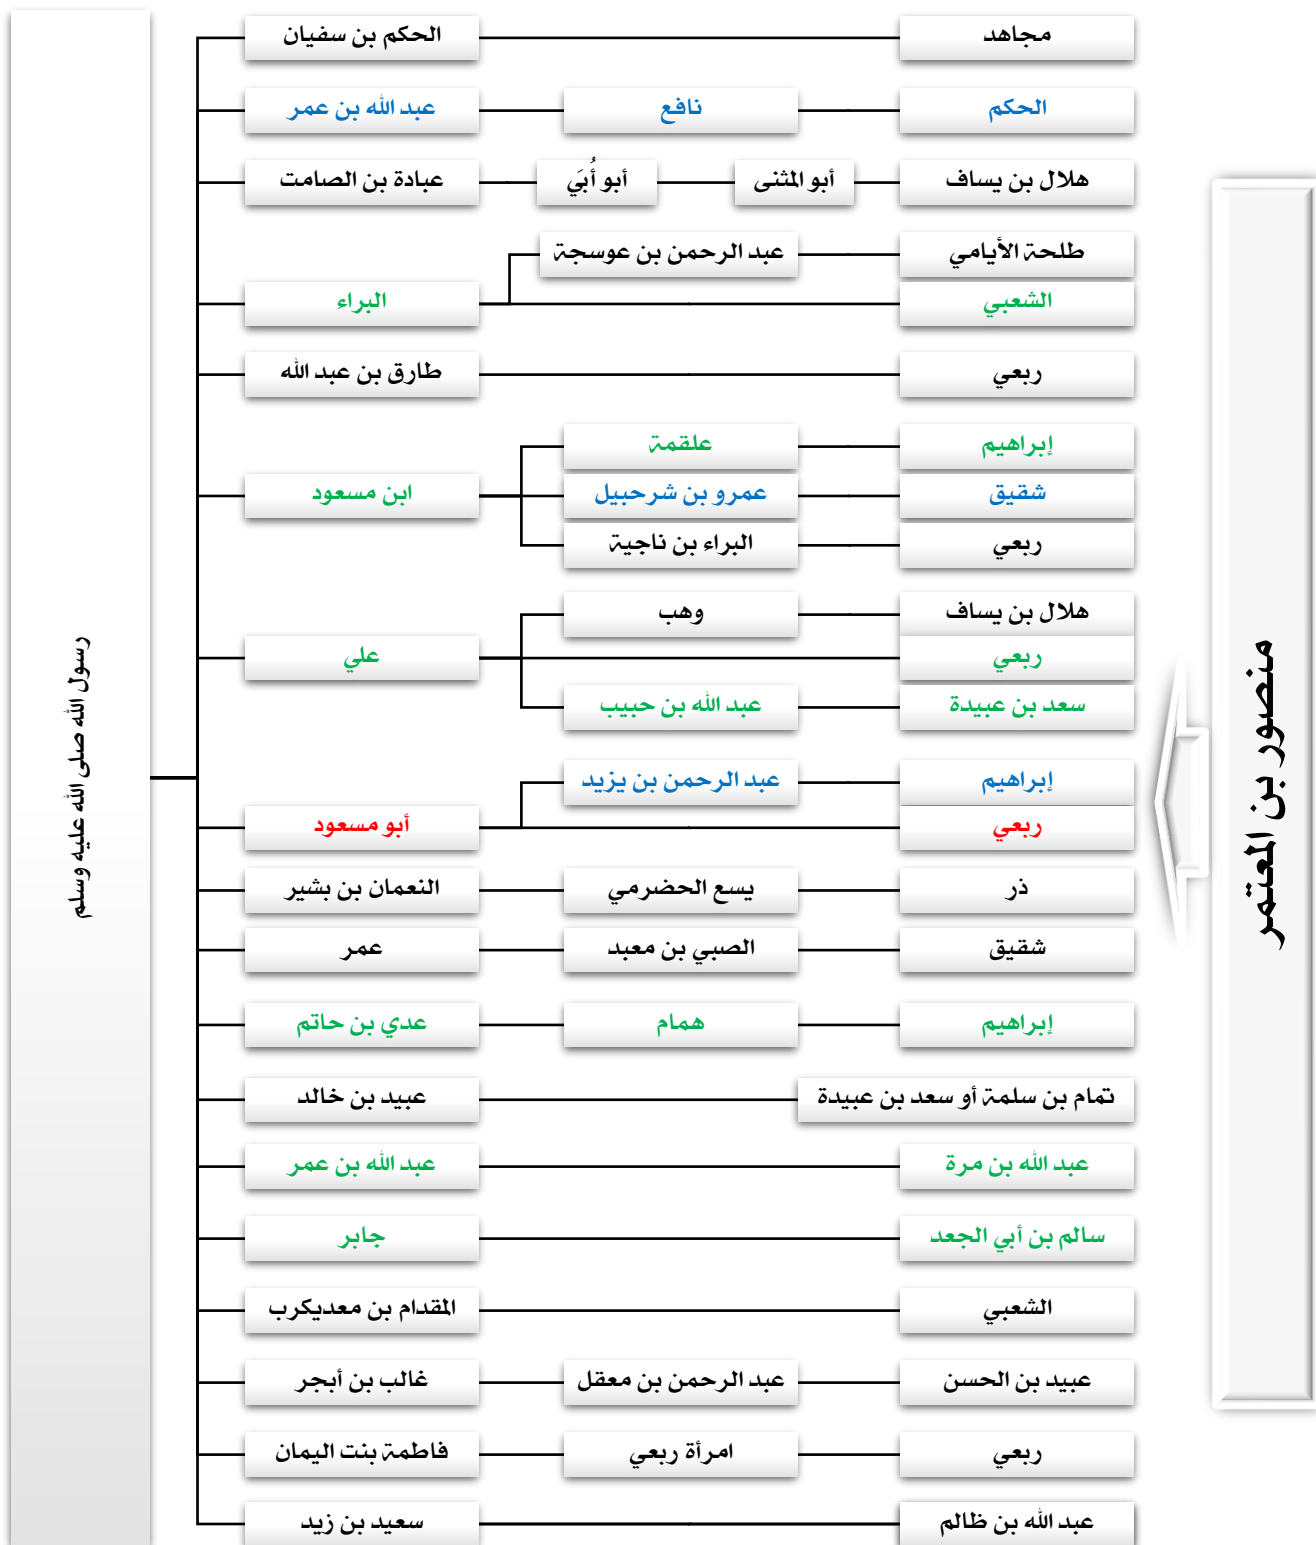 منصور بن المعتمر
مجاهد
الحكم بن سفيان
الحكم
نافع
عبد الله بن عمر
هلال بن يساف
أبو المثنى
أبو أُبَي
عبادة بن الصامت
طلحة الأيامي
عبد الرحمن بن عوسجة
الشعبي
البراء
ربعي
طارق بن عبد الله
إبراهيم
علقمة
شقيق
عمرو بن شرحبيل
ابن مسعود
ربعي
البراء بن ناجية
هلال بن يساف
وهب
ربعي
علي
سعد بن عبيدة
عبد الله بن حبيب
إبراهيم
عبد الرحمن بن يزيد
ربعي
أبو مسعود
ذر
يسع الحضرمي
النعمان بن بشير
شقيق
الصبي بن معبد
عمر
إبراهيم
همام
عدي بن حاتم
تمام بن سلمة أو سعد بن عبيدة
عبيد بن خالد
عبد الله بن مرة
عبد الله بن عمر
سالم بن أبي الجعد
جابر
الشعبي
المقدام بن معديكرب
عبيد بن الحسن
عبد الرحمن بن معقل
غالب بن أبجر
ربعي
امرأة ربعي
فاطمة بنت اليمان
عبد الله بن ظالم
سعيد بن زيد
رسول الله صلى الله عليه وسلم